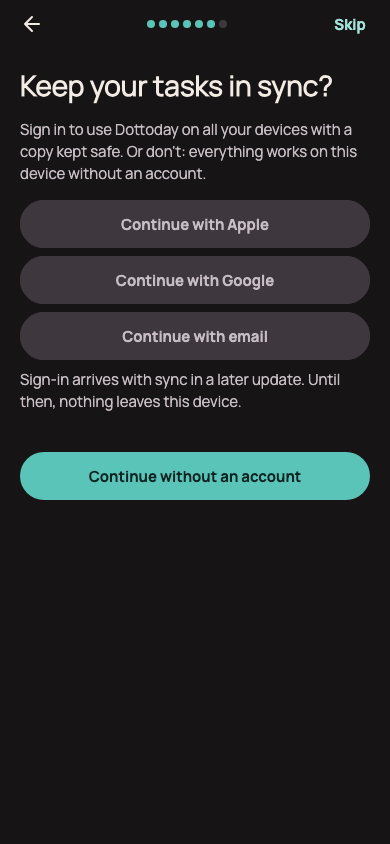 Skip
Keep your tasks in sync?
Sign in to use Dottoday on all your devices with a
copy kept safe. Or don't: everything works on this
device without an account.
Continue with Apple
Continue with Google
Continue with email
Sign-in arrives with sync in a later update. Until
then, nothing leaves this device.
Continue without an account